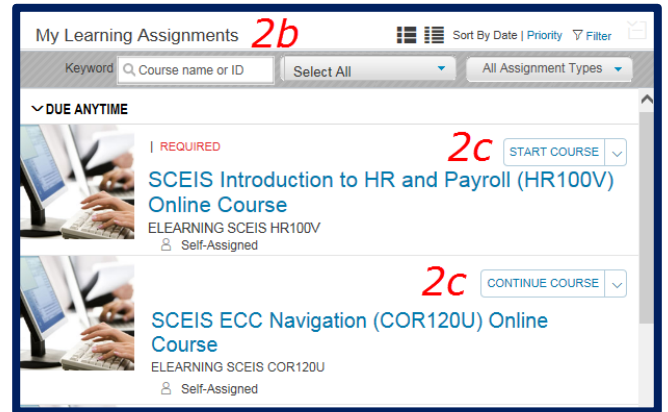 My Learning Assignments 2b Sort By Date | Priority Filter
Keyword Course name or ID Select All All Assignment Types
DUE ANYTIME
| REQUIRED 2c START COURSE
SCEIS Introduction to HR and Payroll (HR100V)
Online Course
ELEARNING SCEIS HR100V
Self-Assigned
2c CONTINUE COURSE
SCEIS ECC Navigation (COR120U) Online
Course
ELEARNING SCEIS COR120U
Self-Assigned